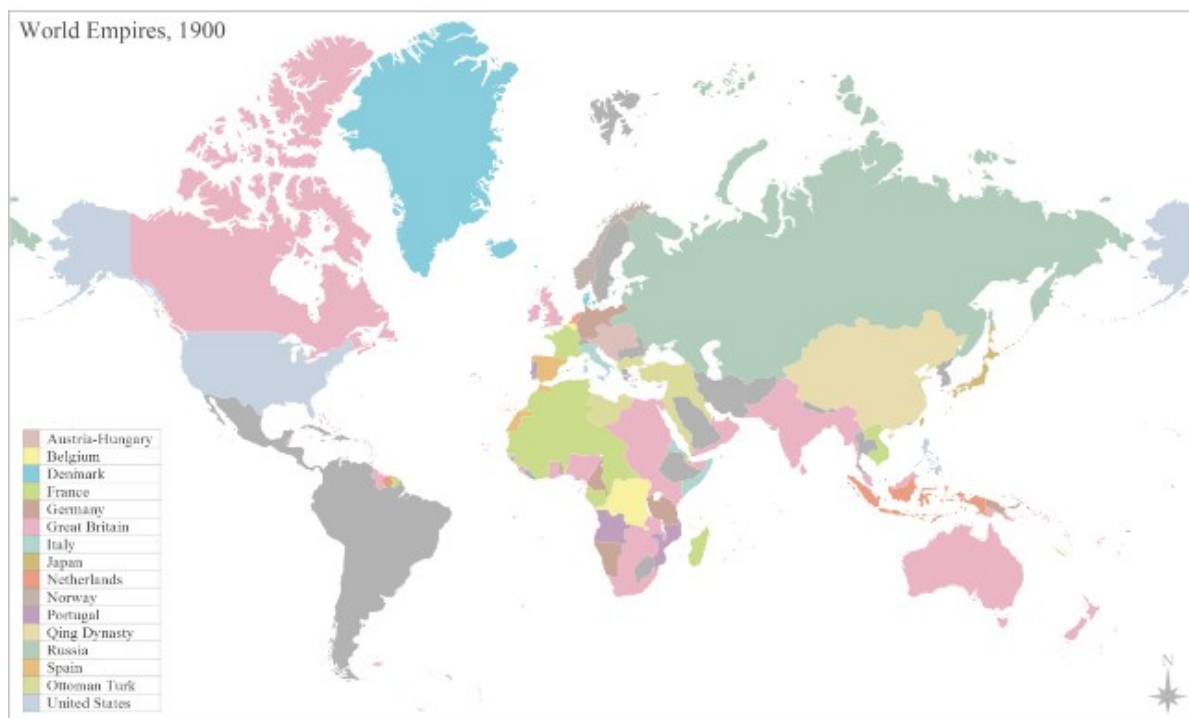 World Empires, 1900
Austria-Hungary
Belgium
Denmark
France
Germany
Great Britain
Italy
Japan
Netherlands
Norway
Portugal
Qing Dynasty
Russia
Spain
Ottoman Turk
United States
N